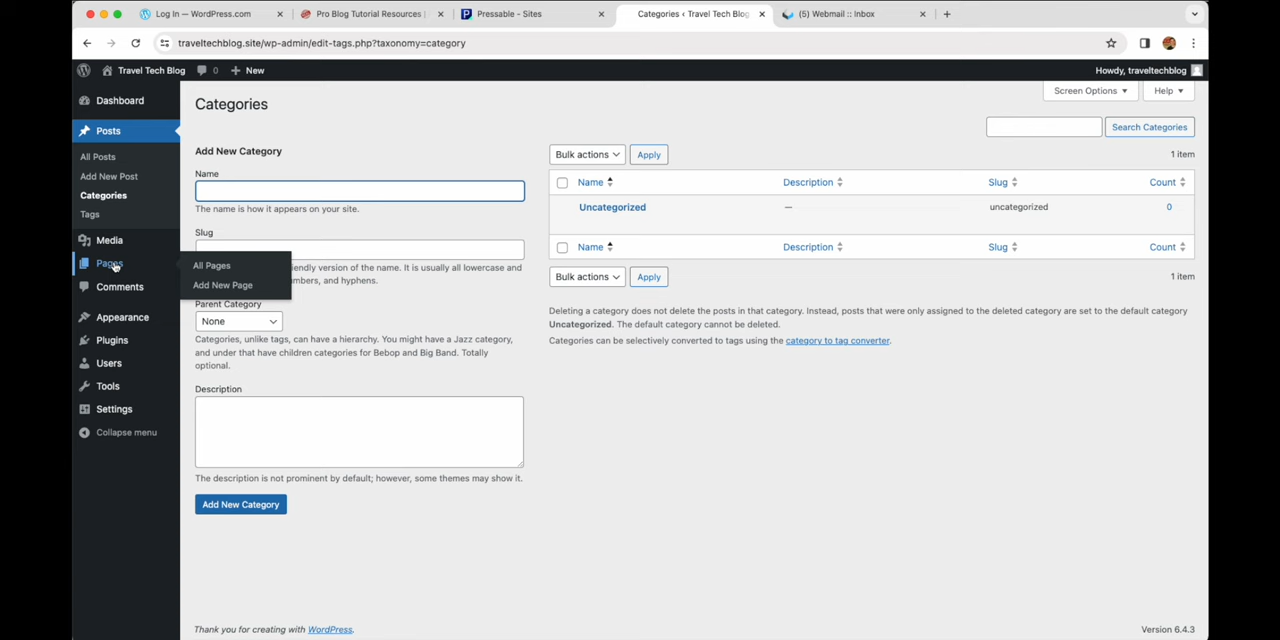 Log In — WordPress.com
Pro Blog Tutorial Resources |
Pressable - Sites
Categories ‹ Travel Tech Blog
(5) Webmail :: Inbox
traveltechblog.site/wp-admin/edit-tags.php?taxonomy=category
Travel Tech Blog
0
New
Howdy, traveltechblog
Dashboard
Posts
All Posts
Add New Post
Categories
Tags
Media
Pages
All Pages
Add New Page
Comments
Appearance
Plugins
Users
Tools
Settings
Collapse menu
Categories
Screen Options
Help
Search Categories
Add New Category
Name
The name is how it appears on your site.
Slug
iendly version of the name. It is usually all lowercase and
mbers, and hyphens.
Parent Category
None
Categories, unlike tags, can have a hierarchy. You might have a Jazz category,
and under that have children categories for Bebop and Big Band. Totally
optional.
Description
The description is not prominent by default; however, some themes may show it.
Add New Category
Bulk actions
Apply
1 item
Name
Description
Slug
Count
Uncategorized
—
uncategorized
0
Name
Description
Slug
Count
Bulk actions
Apply
1 item
Deleting a category does not delete the posts in that category. Instead, posts that were only assigned to the deleted category are set to the default category
Uncategorized. The default category cannot be deleted.
Categories can be selectively converted to tags using the category to tag converter.
Thank you for creating with WordPress.
Version 6.4.3